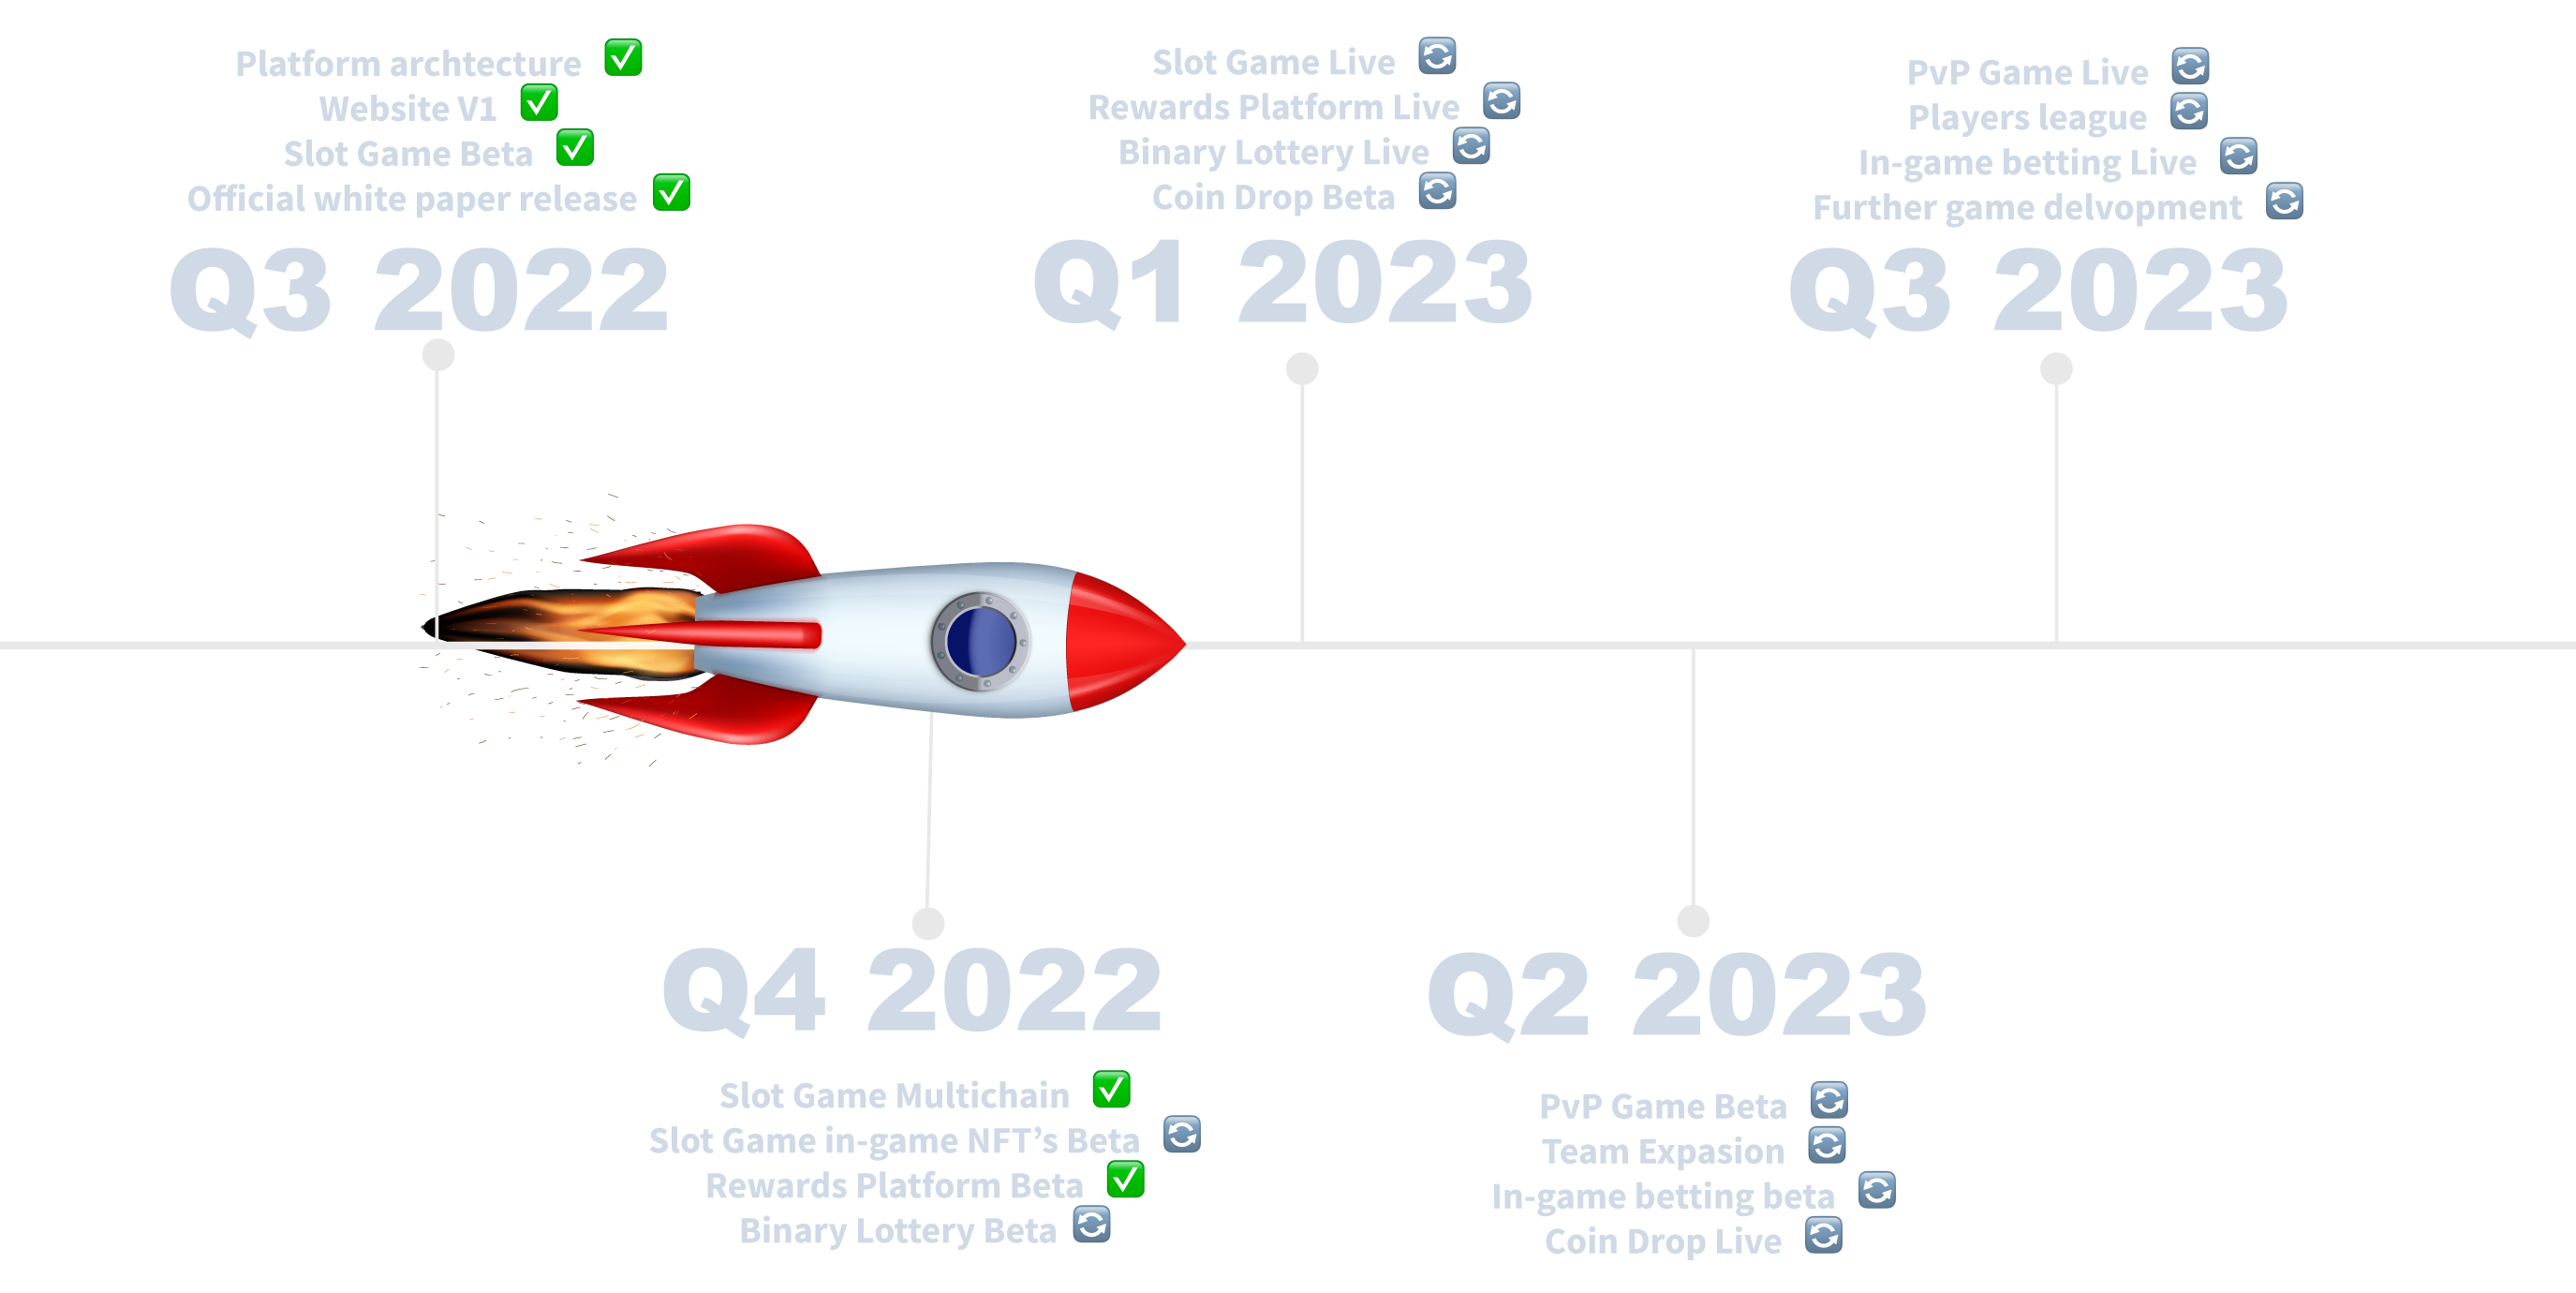 Platform archtecture ✅
Website V1 ✅
Slot Game Beta ✅
Official white paper release ✅
Q3 2022
Slot Game Live 🔄
Rewards Platform Live 🔄
Binary Lottery Live 🔄
Coin Drop Beta 🔄
Q1 2023
PvP Game Live 🔄
Players league 🔄
In-game betting Live 🔄
Further game delvopment 🔄
Q3 2023
Q4 2022
Slot Game Multichain ✅
Slot Game in-game NFT’s Beta 🔄
Rewards Platform Beta ✅
Binary Lottery Beta 🔄
Q2 2023
PvP Game Beta 🔄
Team Expasion 🔄
In-game betting beta 🔄
Coin Drop Live 🔄